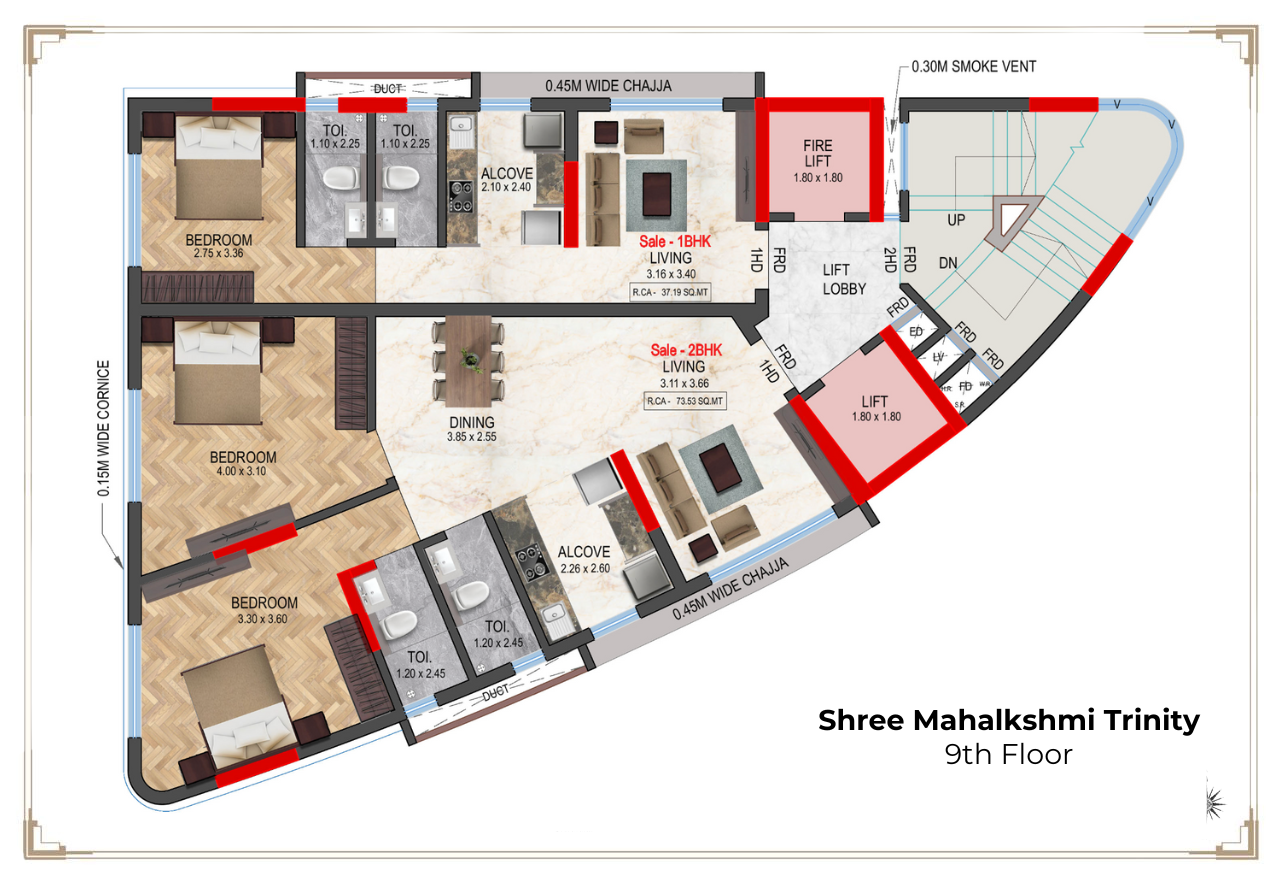 0.30M SMOKE VENT
DUCT
0.45M WIDE CHAJJA
V
V
V
TOI.
1.10 x 2.25
TOI.
1.10 x 2.25
ALCOVE
2.10 x 2.40
FIRE
LIFT
1.80 x 1.80
BEDROOM
2.75 x 3.36
Sale - 1BHK
LIVING
3.16 x 3.40
R.CA - 37.19 SQ.MT
1HD
FRD
LIFT
LOBBY
2HD
FRD
UP
DN
FRD
ED
LV
FRD
FRD
FD
W.R
H.R
S.R
0.15M WIDE CORNICE
Sale - 2BHK
LIVING
3.11 x 3.66
R.CA - 73.53 SQ.MT
FRD
1HD
LIFT
1.80 x 1.80
DINING
3.85 x 2.55
BEDROOM
4.00 x 3.10
ALCOVE
2.26 x 2.60
0.45M WIDE CHAJJA
BEDROOM
3.30 x 3.60
TOI.
1.20 x 2.45
TOI.
1.20 x 2.45
DUCT
Shree Mahalkshmi Trinity
9th Floor